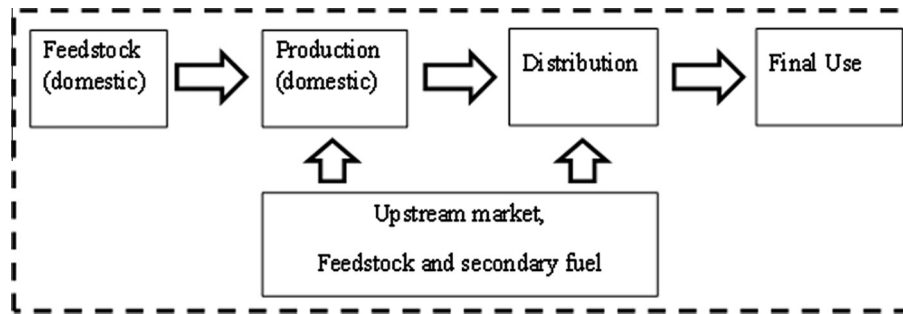 Feedstock
(domestic)
Production
(domestic)
Distribution
Final Use
Upstream market,
Feedstock and secondary fuel